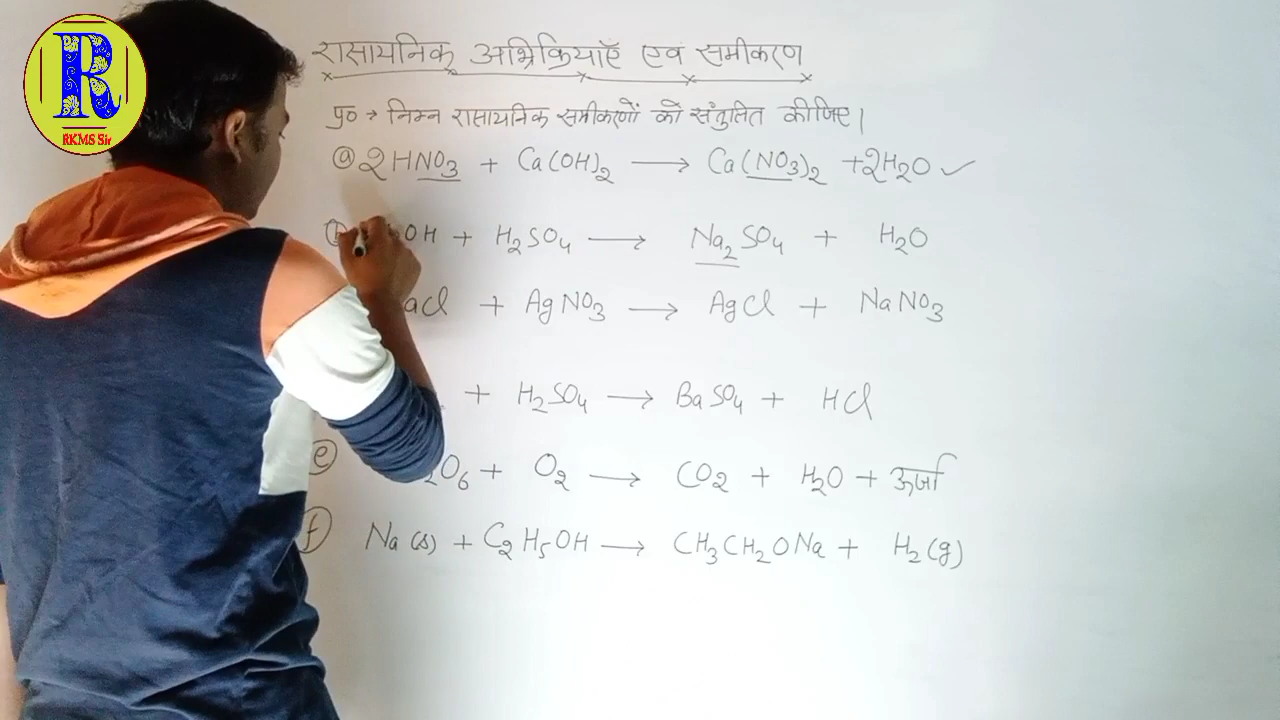 R
RKMS Sir
रासायनिक अभिक्रियाएँ एवं समीकरण
प्र० → निम्न रासायनिक समीकरणों को संतुलित कीजिए।
ⓐ 2HNO₃ + Ca(OH)₂ ⟶ Ca(NO₃)₂ + 2H₂O ✓
OH + H₂SO₄ ⟶ Na₂SO₄ + H₂O
aCl + AgNO₃ ⟶ AgCl + NaNO₃
+ H₂SO₄ ⟶ BaSO₄ + HCl
ⓔ ₂O₆ + O₂ ⟶ CO₂ + H₂O + ऊर्जा
ⓕ Na(s) + C₂H₅OH ⟶ CH₃CH₂ONa + H₂(g)